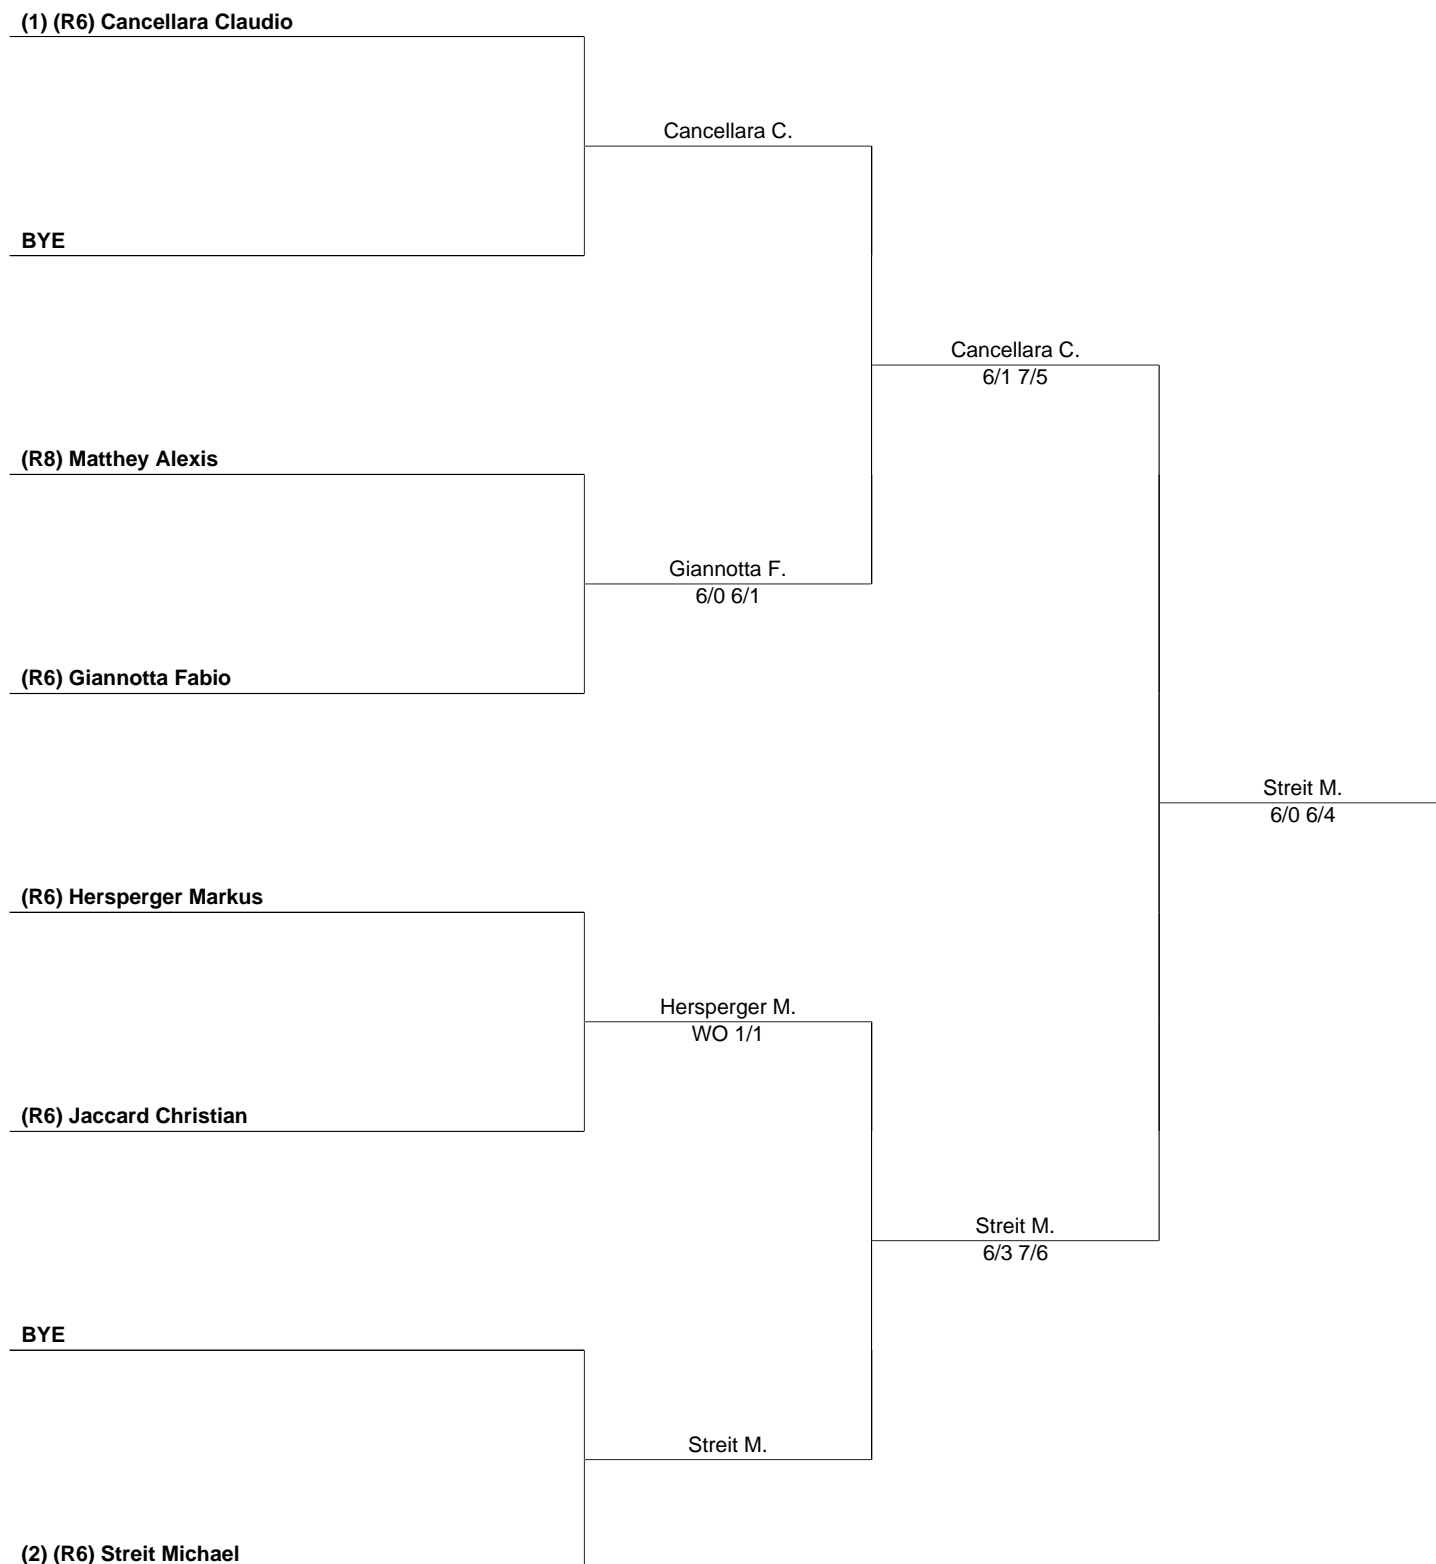 (1) (R6) Cancellara Claudio
Cancellara C.
BYE
Cancellara C.
6/1 7/5
(R8) Matthey Alexis
Giannotta F.
6/0 6/1
(R6) Giannotta Fabio
Streit M.
6/0 6/4
(R6) Hersperger Markus
Hersperger M.
WO 1/1
(R6) Jaccard Christian
Streit M.
6/3 7/6
BYE
Streit M.
(2) (R6) Streit Michael